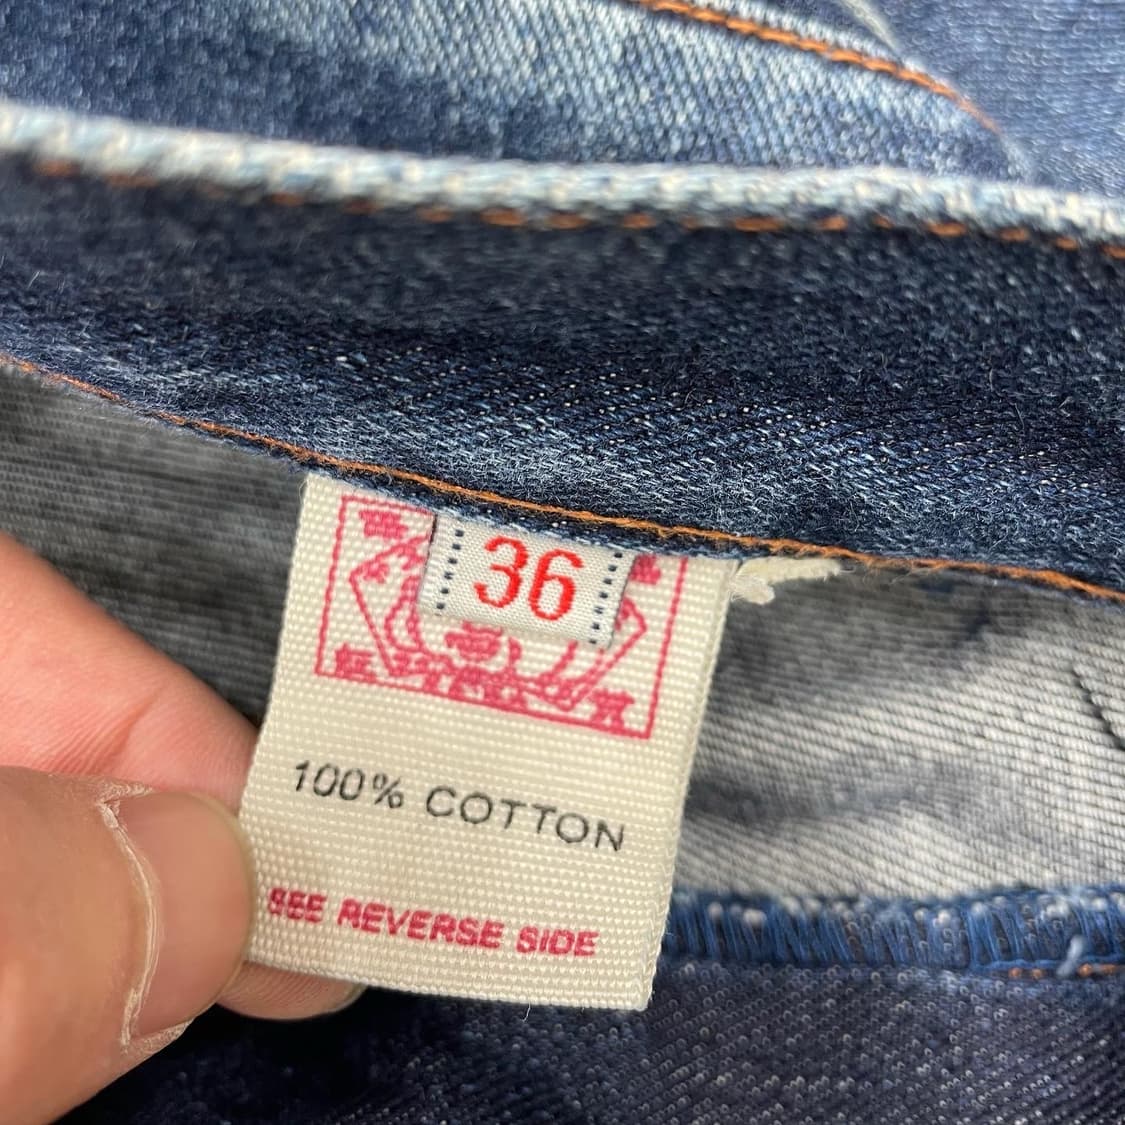 36
100% COTTON
SEE REVERSE SIDE